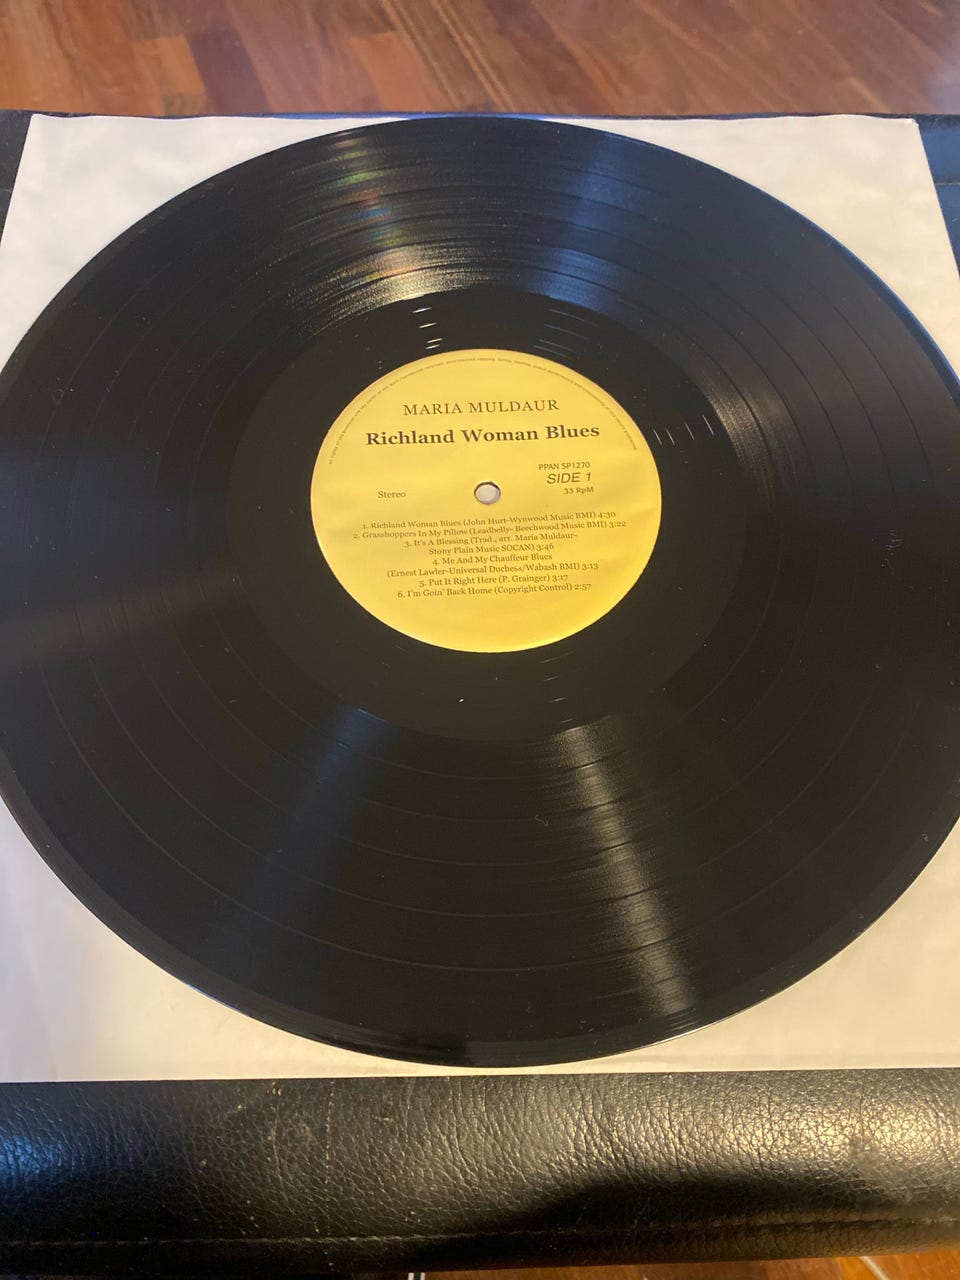 MARIA MULDAUR
Richland Woman Blues
PPAN SP1270
SIDE 1
Stereo
33 RpM
1. Richland Woman Blues (John Hurt-Wynwood Music BMI) 4:30
2. Grasshoppers In My Pillow (Leadbelly- Beechwood Music BMI) 3:22
3. It's A Blessing (Trad., arr. Maria Muldaur-
Stony Plain Music SOCAN) 3:46
4. Me And My Chauffeur Blues
(Ernest Lawler-Universal Duchess/Wabash BMI) 3:13
5. Put It Right Here (P. Grainger) 3:17
6. I'm Goin' Back Home (Copyright Control) 2:57